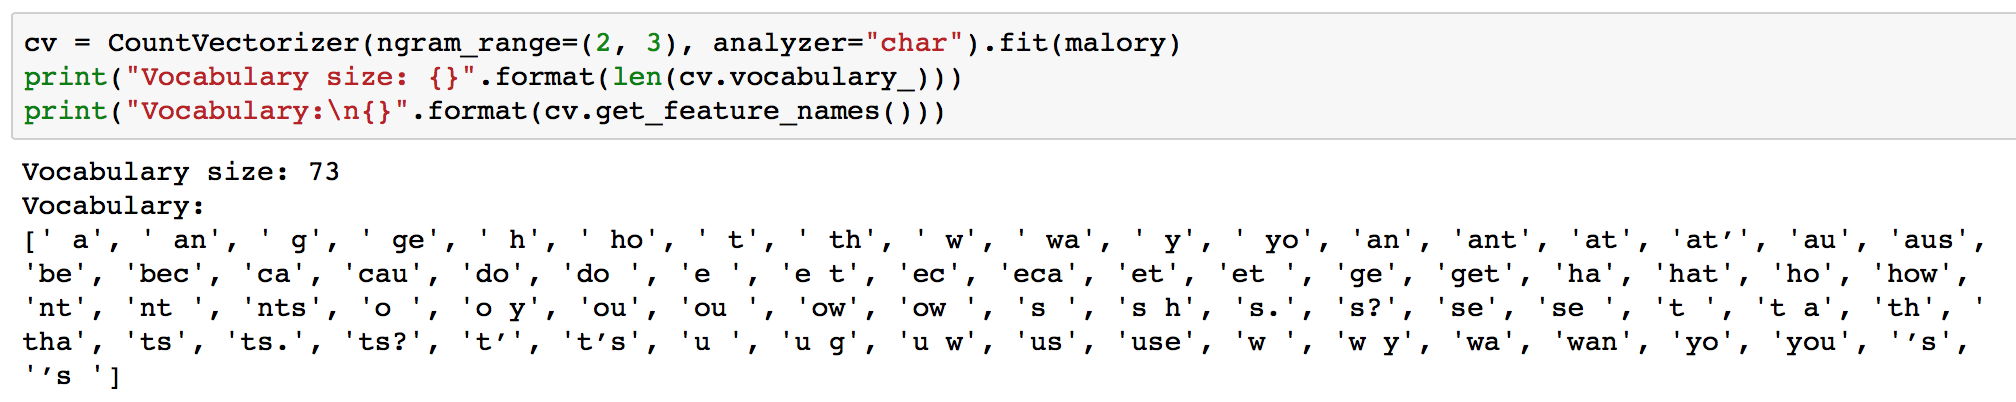 cv = CountVectorizer(ngram_range=(2, 3), analyzer="char").fit(malory)
print("Vocabulary size: {}".format(len(cv.vocabulary_)))
print("Vocabulary:\n{}".format(cv.get_feature_names()))
Vocabulary size: 73
Vocabulary:
[' a', ' an', ' g', ' ge', ' h', ' ho', ' t', ' th', ' w', ' wa', ' y', ' yo', 'an', 'ant', 'at', 'at’', 'au', 'aus',
'be', 'bec', 'ca', 'cau', 'do', 'do ', 'e ', 'e t', 'ec', 'eca', 'et', 'et ', 'ge', 'get', 'ha', 'hat', 'ho', 'how',
'nt', 'nt ', 'nts', 'o ', 'o y', 'ou', 'ou ', 'ow', 'ow ', 's ', 's h', 's.', 's?', 'se', 'se ', 't ', 't a', 'th', '
tha', 'ts', 'ts.', 'ts?', 't’', 't’s', 'u ', 'u g', 'u w', 'us', 'use', 'w ', 'w y', 'wa', 'wan', 'yo', 'you', '’s',
'’s ']